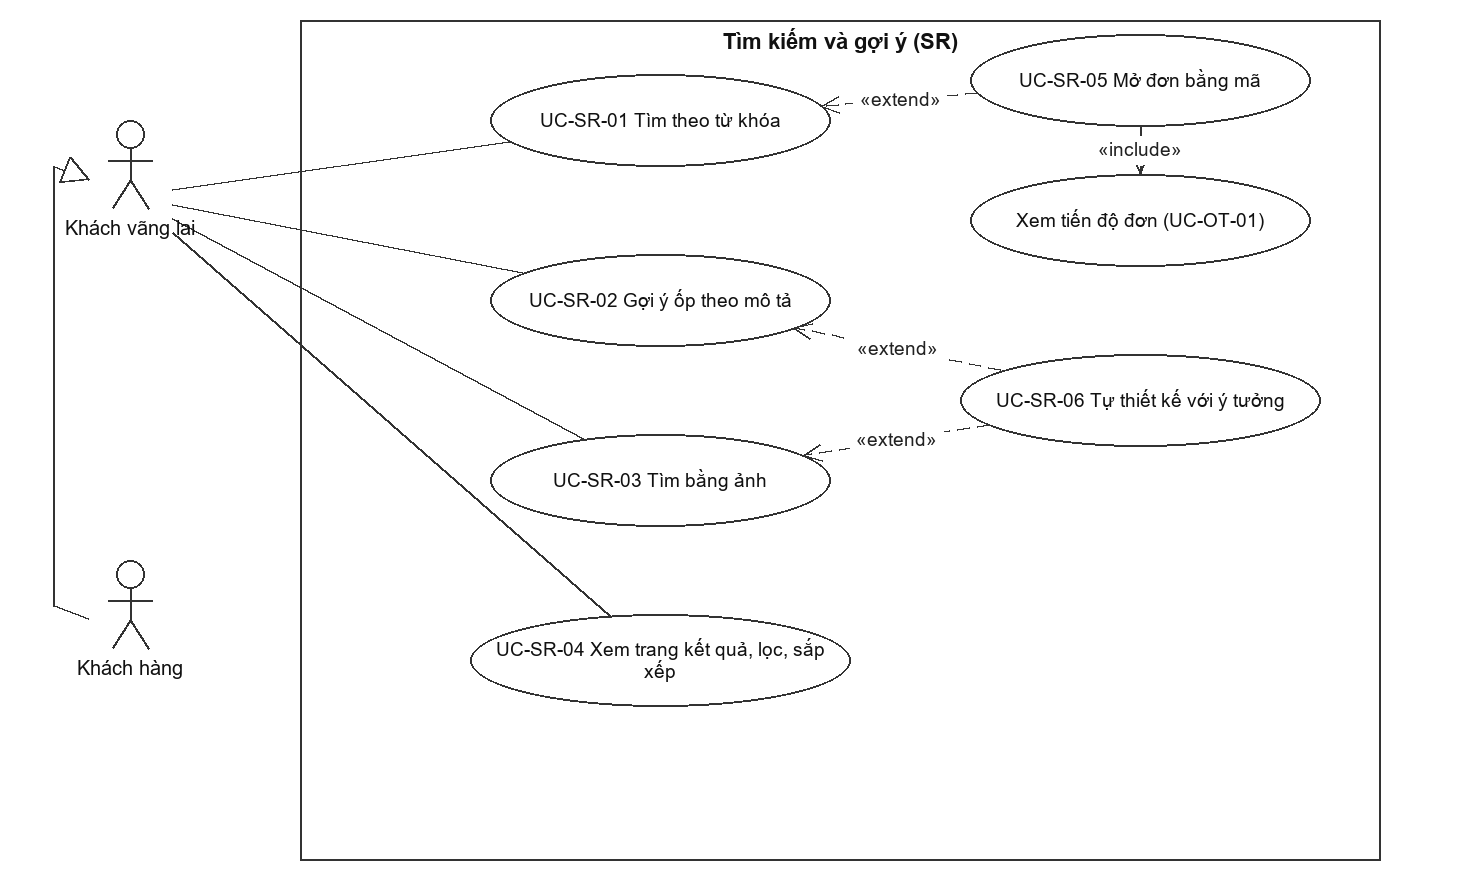 Tìm kiếm và gợi ý (SR)
UC-SR-05 Mở đơn bằng mã
«extend»
UC-SR-01 Tìm theo từ khóa
«include»
Xem tiến độ đơn (UC-OT-01)
Khách vãng lai
UC-SR-02 Gợi ý ốp theo mô tả
«extend»
UC-SR-06 Tự thiết kế với ý tưởng
«extend»
UC-SR-03 Tìm bằng ảnh
UC-SR-04 Xem trang kết quả, lọc, sắp
xếp
Khách hàng